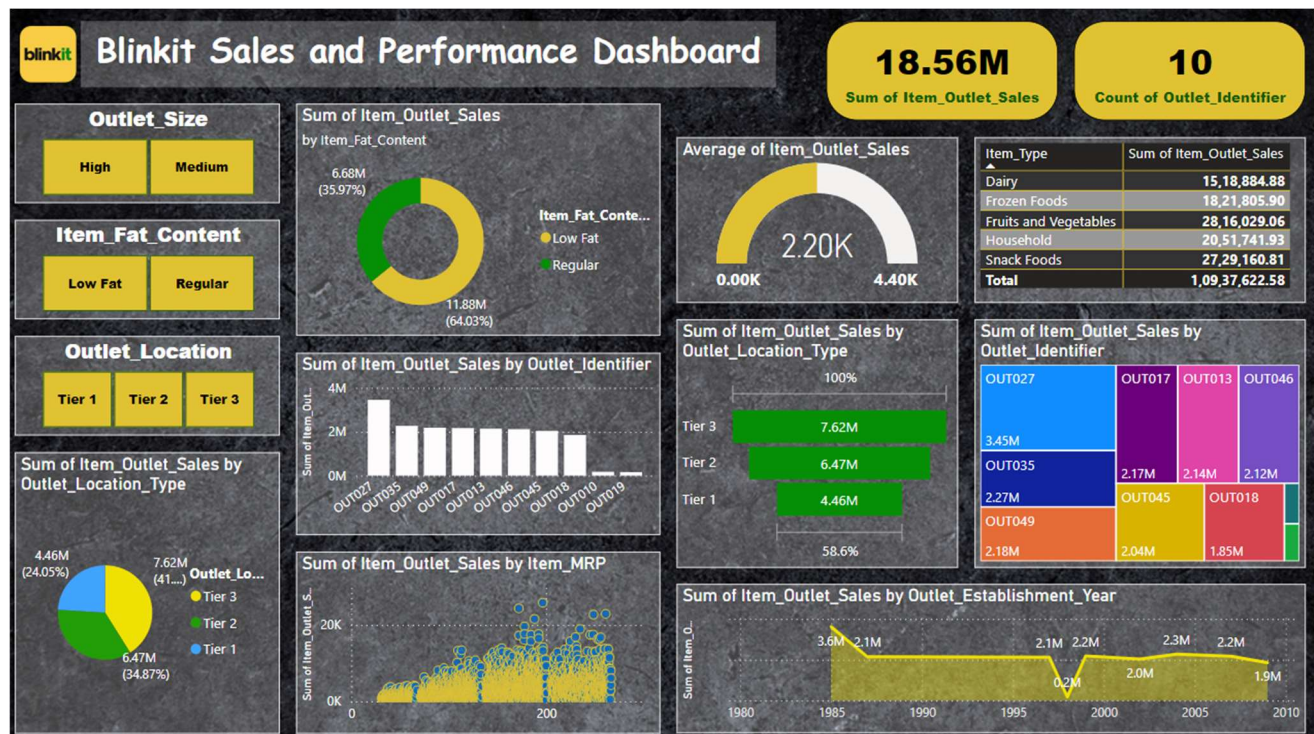 blinkit
Blinkit Sales and Performance Dashboard
18.56M
Sum of Item_Outlet_Sales
10
Count of Outlet_Identifier
Outlet_Size
High
Medium
Item_Fat_Content
Low Fat
Regular
Outlet_Location
Tier 1
Tier 2
Tier 3
Sum of Item_Outlet_Sales by
Outlet_Location_Type
4.46M
(24.05%)
7.62M
(41....)
6.47M
(34.87%)
Outlet_Lo...
Tier 3
Tier 2
Tier 1
Sum of Item_Outlet_Sales
by Item_Fat_Content
6.68M
(35.97%)
11.88M
(64.03%)
Item_Fat_Conte...
Low Fat
Regular
Sum of Item_Outlet_Sales by Outlet_Identifier
Sum of Item_Out...
4M
2M
0M
OUT027
OUT035
OUT049
OUT017
OUT013
OUT046
OUT045
OUT018
OUT010
OUT019
Sum of Item_Outlet_Sales by Item_MRP
Sum of Item_Outlet_S...
20K
0K
0
200
Average of Item_Outlet_Sales
2.20K
0.00K
4.40K
Item_Type Sum of Item_Outlet_Sales
Dairy 15,18,884.88
Frozen Foods 18,21,805.90
Fruits and Vegetables 28,16,029.06
Household 20,51,741.93
Snack Foods 27,29,160.81
Total 1,09,37,622.58
Sum of Item_Outlet_Sales by
Outlet_Location_Type
100%
Tier 3 7.62M
Tier 2 6.47M
Tier 1 4.46M
58.6%
Sum of Item_Outlet_Sales by
Outlet_Identifier
OUT027
3.45M
OUT035
2.27M
OUT049
2.18M
OUT017
2.17M
OUT013
2.14M
OUT046
2.12M
OUT045
2.04M
OUT018
1.85M
Sum of Item_Outlet_Sales by Outlet_Establishment_Year
Sum of Item_O...
3.6M
2.1M
2.1M
0.2M
2.2M
2.0M
2.3M
2.2M
1.9M
1980
1985
1990
1995
2000
2005
2010